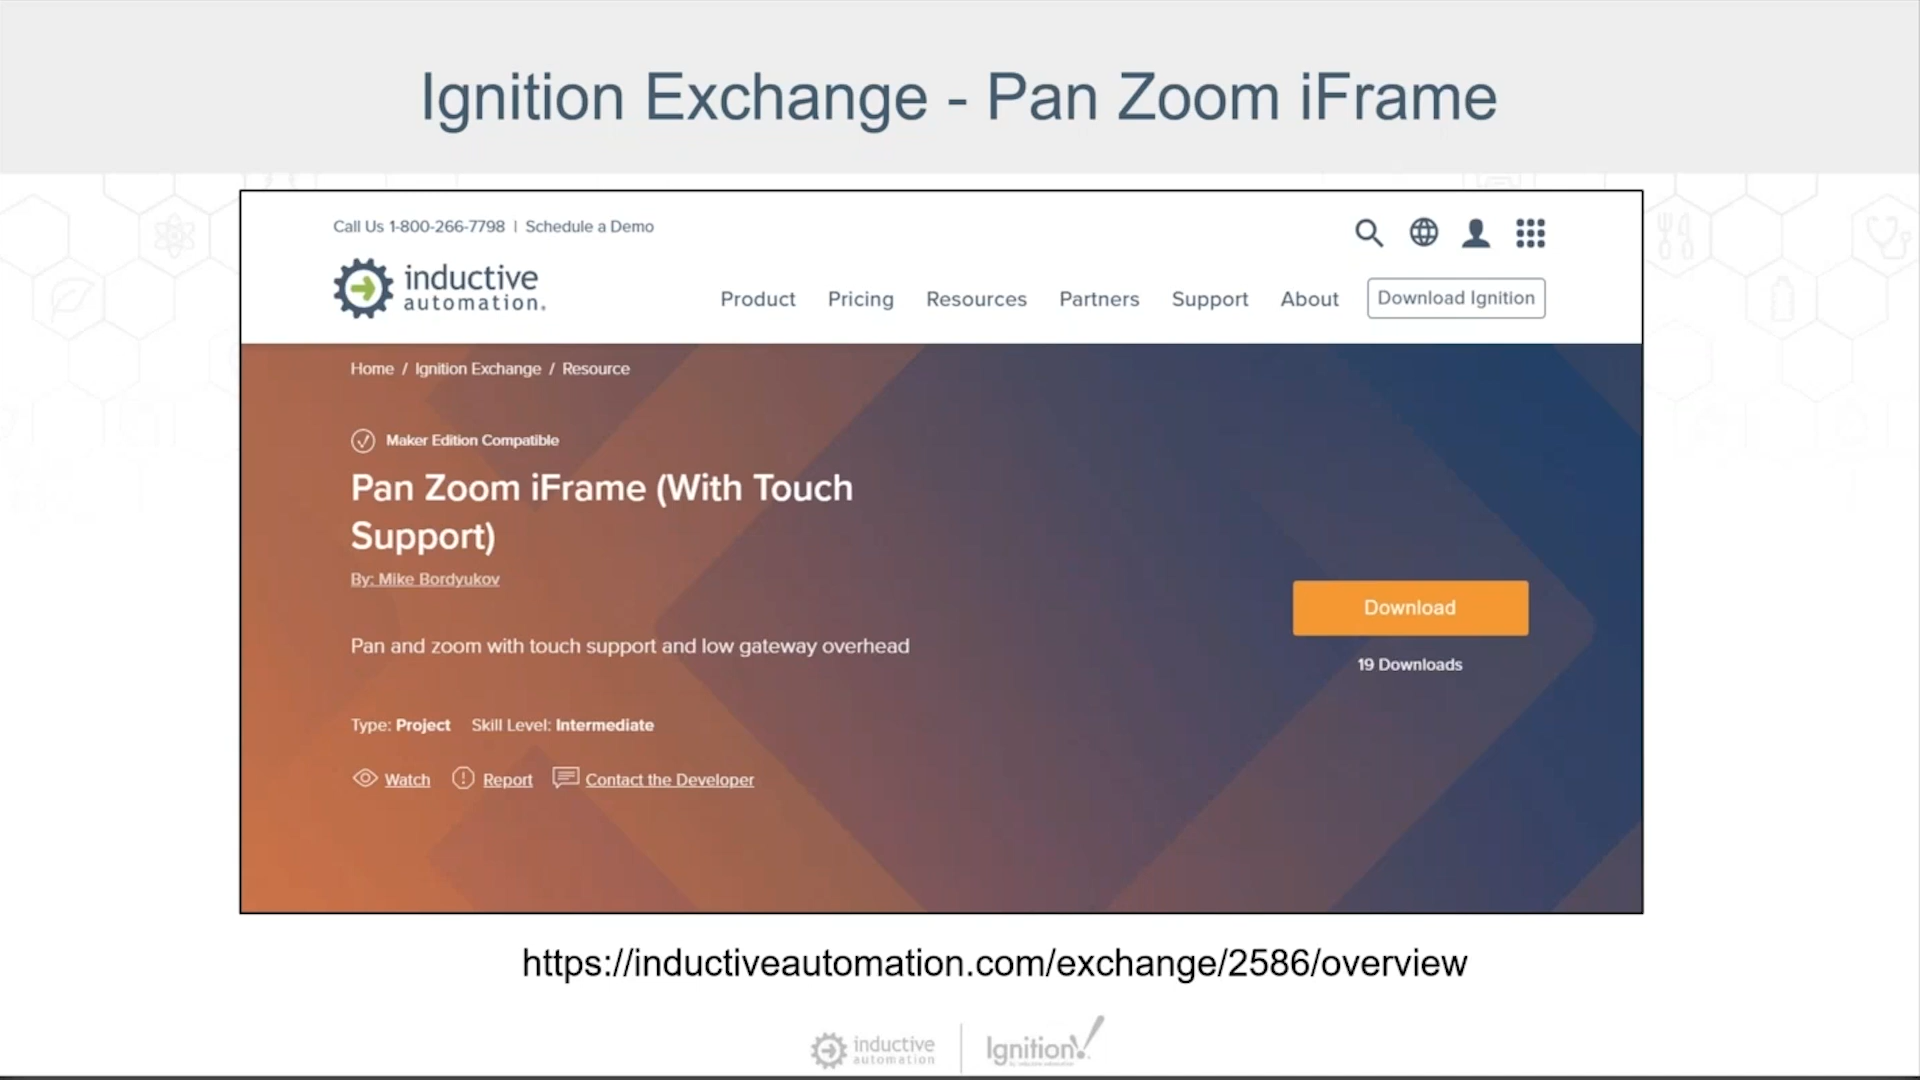 Ignition Exchange - Pan Zoom iFrame
Call Us 1-800-266-7798 | Schedule a Demo
inductive
automation.
Product Pricing Resources Partners Support About Download Ignition
Home / Ignition Exchange / Resource
Maker Edition Compatible
Pan Zoom iFrame (With Touch
Support)
By: Mike Bordyukov
Download
Pan and zoom with touch support and low gateway overhead
19 Downloads
Type: Project Skill Level: Intermediate
Watch Report Contact the Developer
https://inductiveautomation.com/exchange/2586/overview
inductive
automation
Ignition!